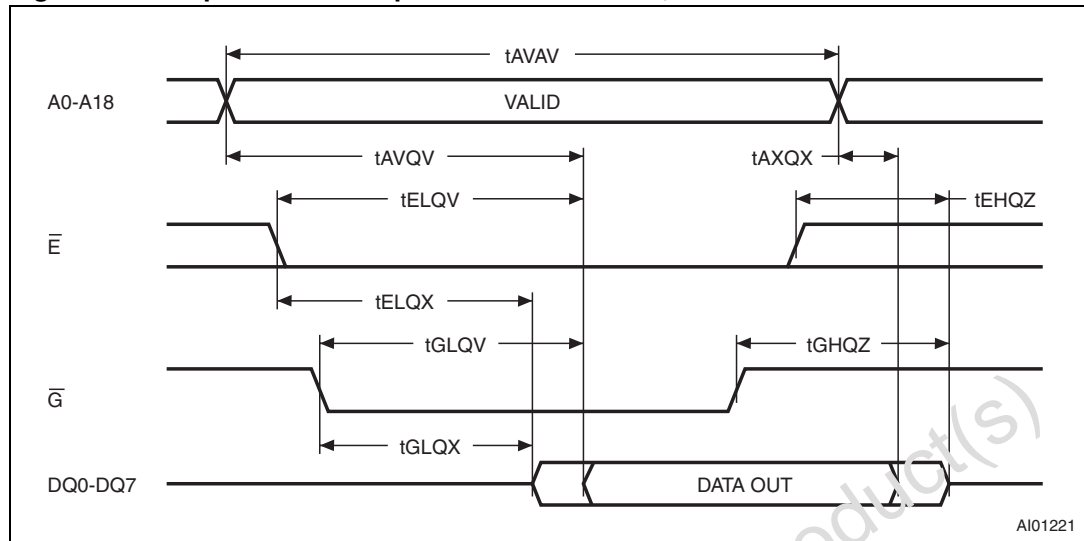 tAVAV
A0-A18
VALID
tAVQV
tAXQX
tELQV
tEHQZ
E
tELQX
tGLQV
tGHQZ
G
tGLQX
DQ0-DQ7
DATA OUT
AI01221